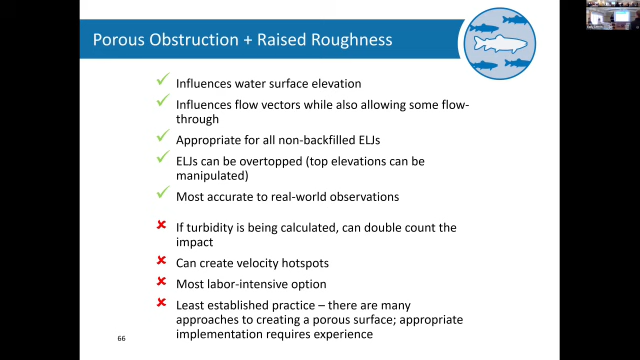 Porous Obstruction + Raised Roughness
Influences water surface elevation
Influences flow vectors while also allowing some flow-
through
Appropriate for all non-backfilled ELJs
ELJs can be overtopped (top elevations can be
manipulated)
Most accurate to real-world observations
If turbidity is being calculated, can double count the
impact
Can create velocity hotspots
Most labor-intensive option
Least established practice – there are many
approaches to creating a porous surface; appropriate
implementation requires experience
66